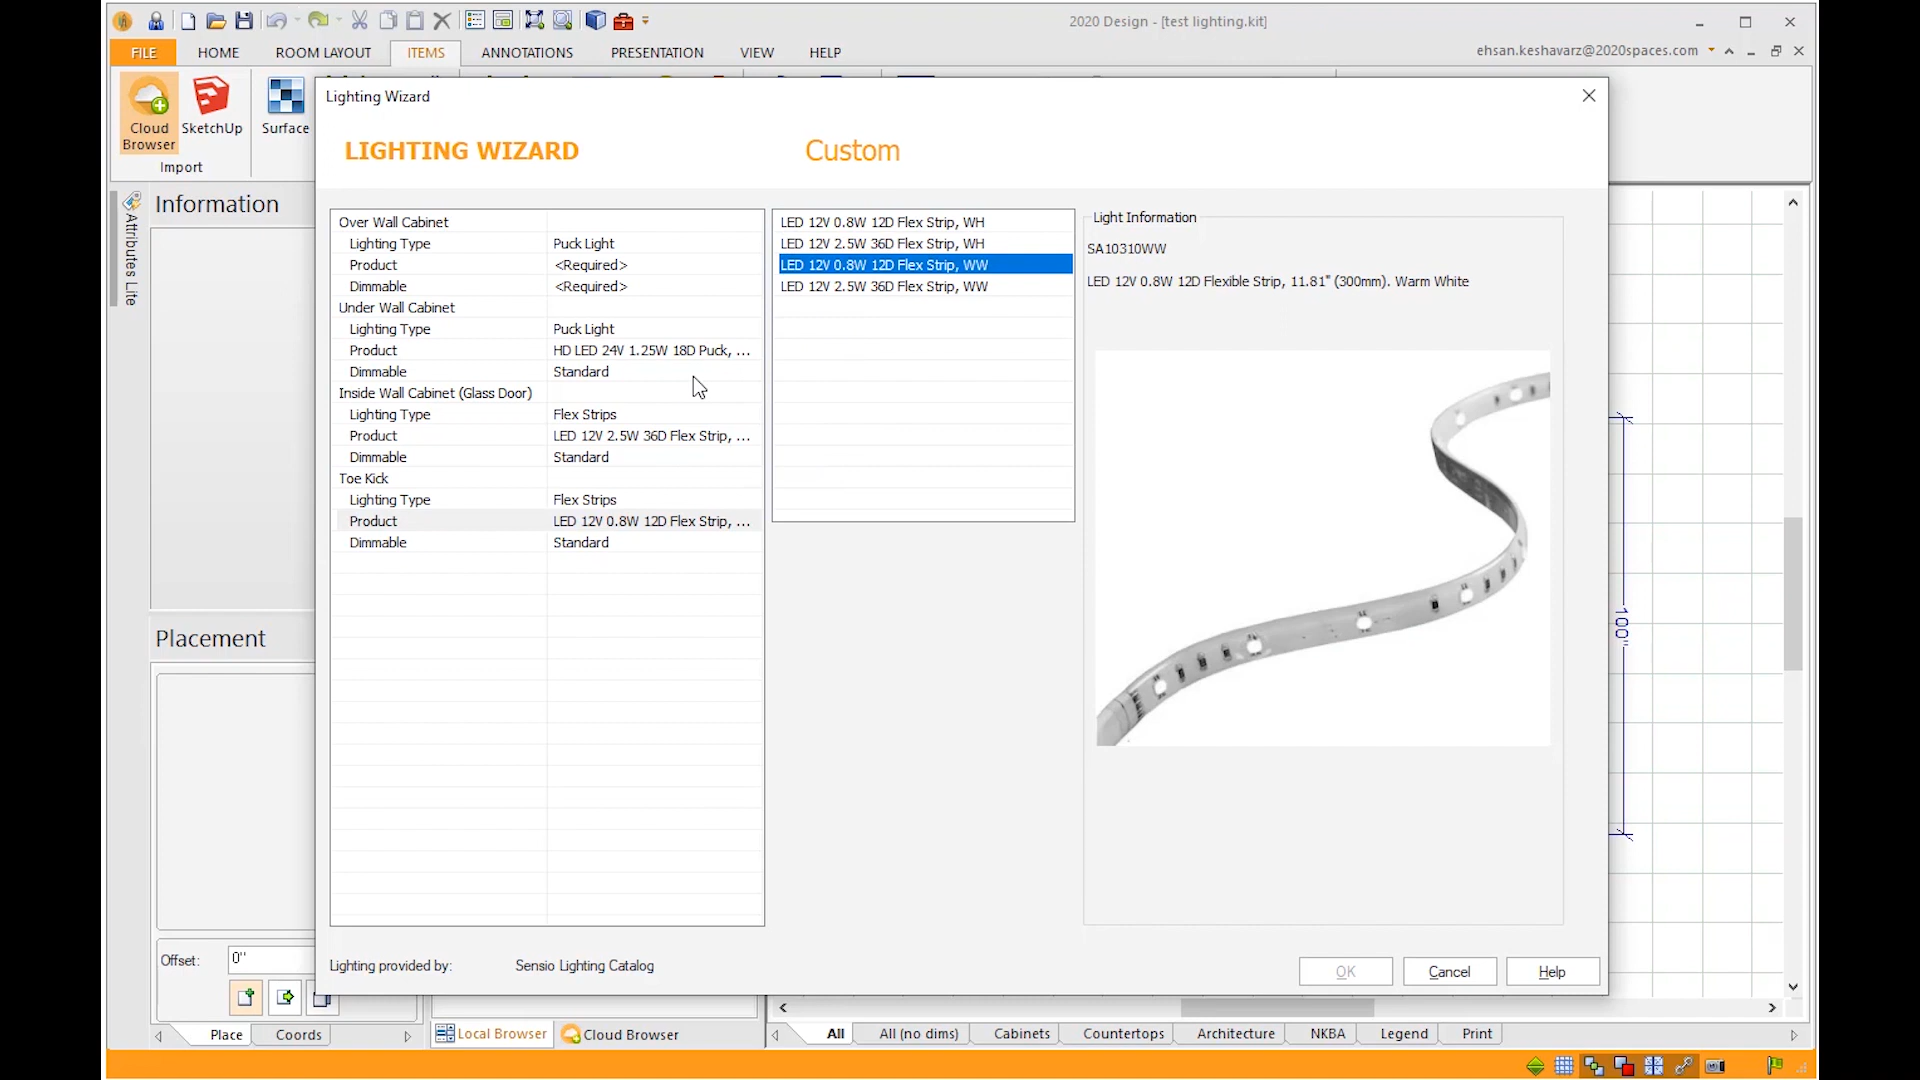 2020 Design - [test lighting.kit]
FILE
HOME
ROOM LAYOUT
ITEMS
ANNOTATIONS
PRESENTATION
VIEW
HELP
ehsan.keshavarz@2020spaces.com
Cloud Browser
SketchUp
Surface
Import
Attributes Lite
Information
Placement
Offset:
0"
Place
Coords
Lighting Wizard
LIGHTING WIZARD
Custom
Over Wall Cabinet
Lighting Type Puck Light
Product <Required>
Dimmable <Required>
Under Wall Cabinet
Lighting Type Puck Light
Product HD LED 24V 1.25W 18D Puck, ...
Dimmable Standard
Inside Wall Cabinet (Glass Door)
Lighting Type Flex Strips
Product LED 12V 2.5W 36D Flex Strip, ...
Dimmable Standard
Toe Kick
Lighting Type Flex Strips
Product LED 12V 0.8W 12D Flex Strip, ...
Dimmable Standard
LED 12V 0.8W 12D Flex Strip, WH
LED 12V 2.5W 36D Flex Strip, WH
LED 12V 0.8W 12D Flex Strip, WW
LED 12V 2.5W 36D Flex Strip, WW
Light Information
SA10310WW
LED 12V 0.8W 12D Flexible Strip, 11.81" (300mm). Warm White
Lighting provided by: Sensio Lighting Catalog
OK
Cancel
Help
100"
Local Browser
Cloud Browser
All
All (no dims)
Cabinets
Countertops
Architecture
NKBA
Legend
Print